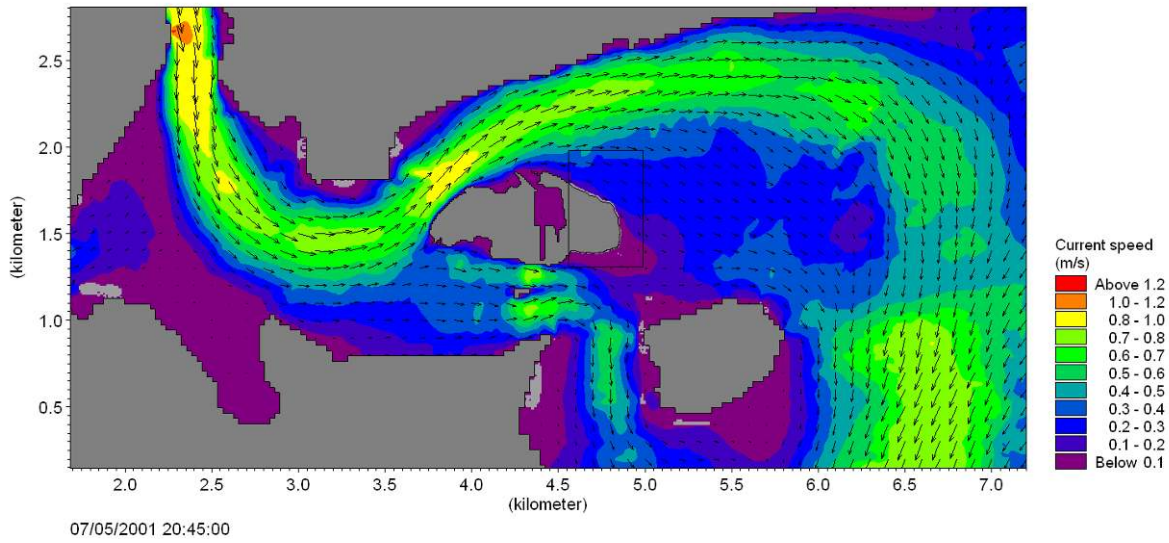 2.5
2.0
1.5
1.0
0.5
(kilometer)
2.0 2.5 3.0 3.5 4.0 4.5 5.0 5.5 6.0 6.5 7.0
(kilometer)
07/05/2001 20:45:00
Current speed
(m/s)
Above 1.2
1.0 - 1.2
0.8 - 1.0
0.7 - 0.8
0.6 - 0.7
0.5 - 0.6
0.4 - 0.5
0.3 - 0.4
0.2 - 0.3
0.1 - 0.2
Below 0.1